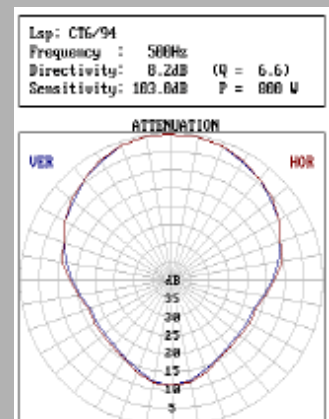 Lsp: CT6/94
Frequency : 500Hz
Directivity: 8.2dB (Q = 6.6)
Sensitivity: 103.0dB P = 800 W
ATTENUATION
VER
HOR
dB
35
30
25
20
15
10
5